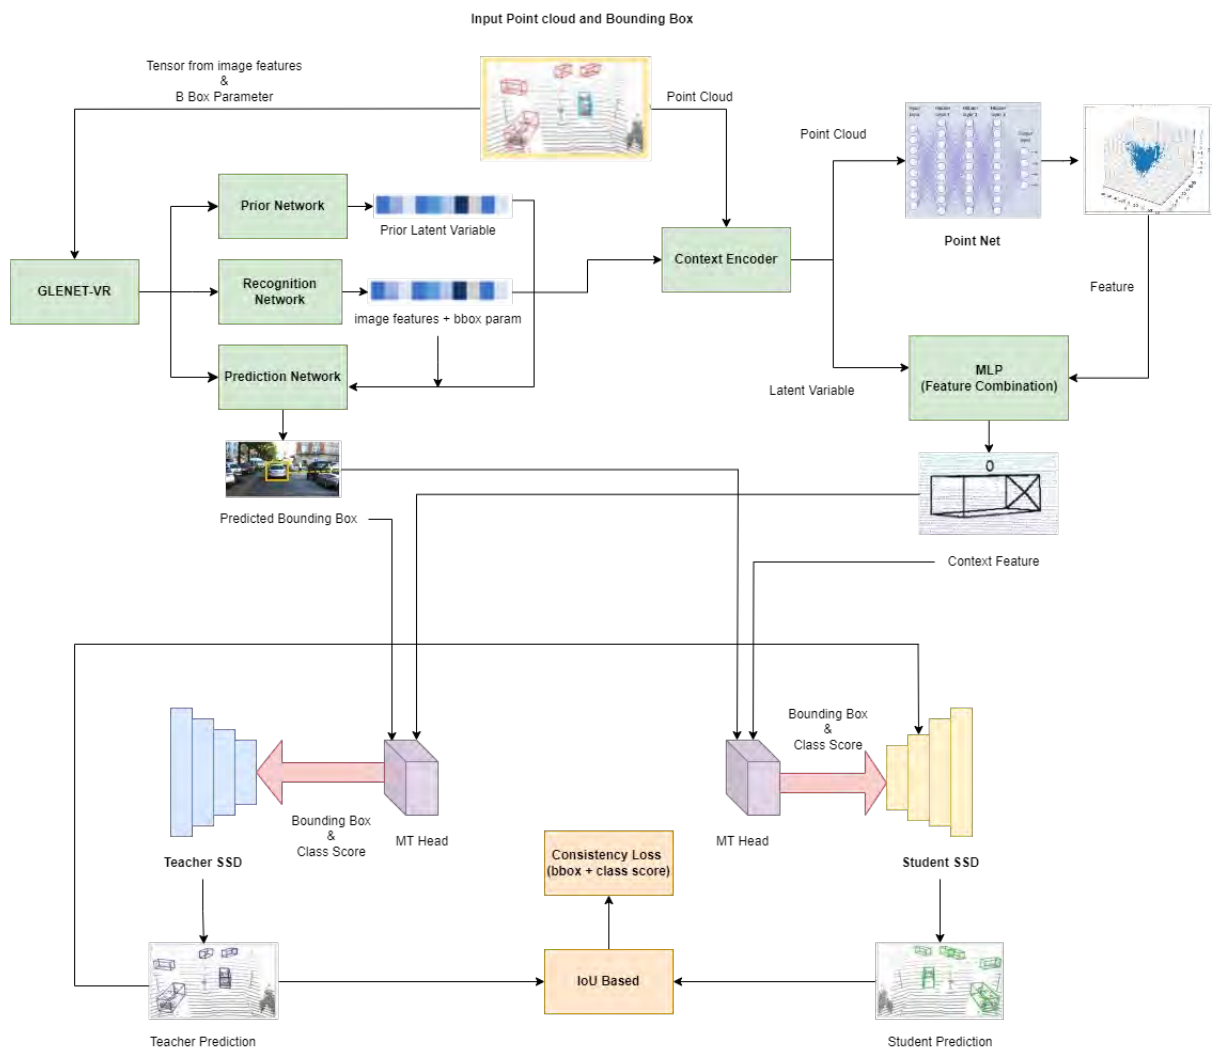 Input Point cloud and Bounding Box
Tensor from image features
&
B Box Parameter
Point Cloud
Point Cloud
Prior Network
Prior Latent Variable
Point Net
GLENET-VR
Recognition
Network
image features + bbox param
Context Encoder
Feature
Prediction Network
Latent Variable
MLP
(Feature Combination)
0
Predicted Bounding Box
Context Feature
Bounding Box
&
Class Score
Bounding Box
&
Class Score
MT Head
MT Head
Teacher SSD
Student SSD
Consistency Loss
(bbox + class score)
IoU Based
Teacher Prediction
Student Prediction